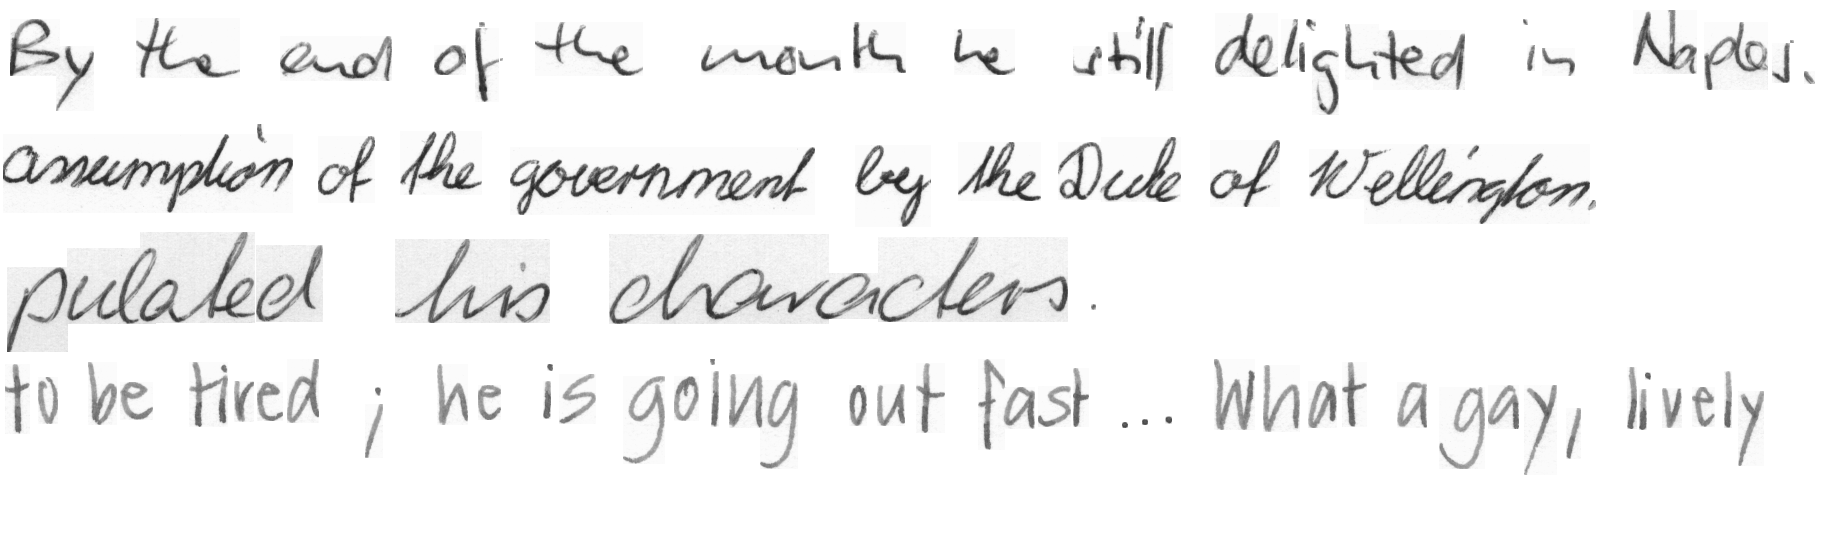 By the end of the month he still delighted in Naples.
assumption of the government by the Duke of Wellington.
pulated his characters.
to be tired ; he is going out fast ... What a gay, lively